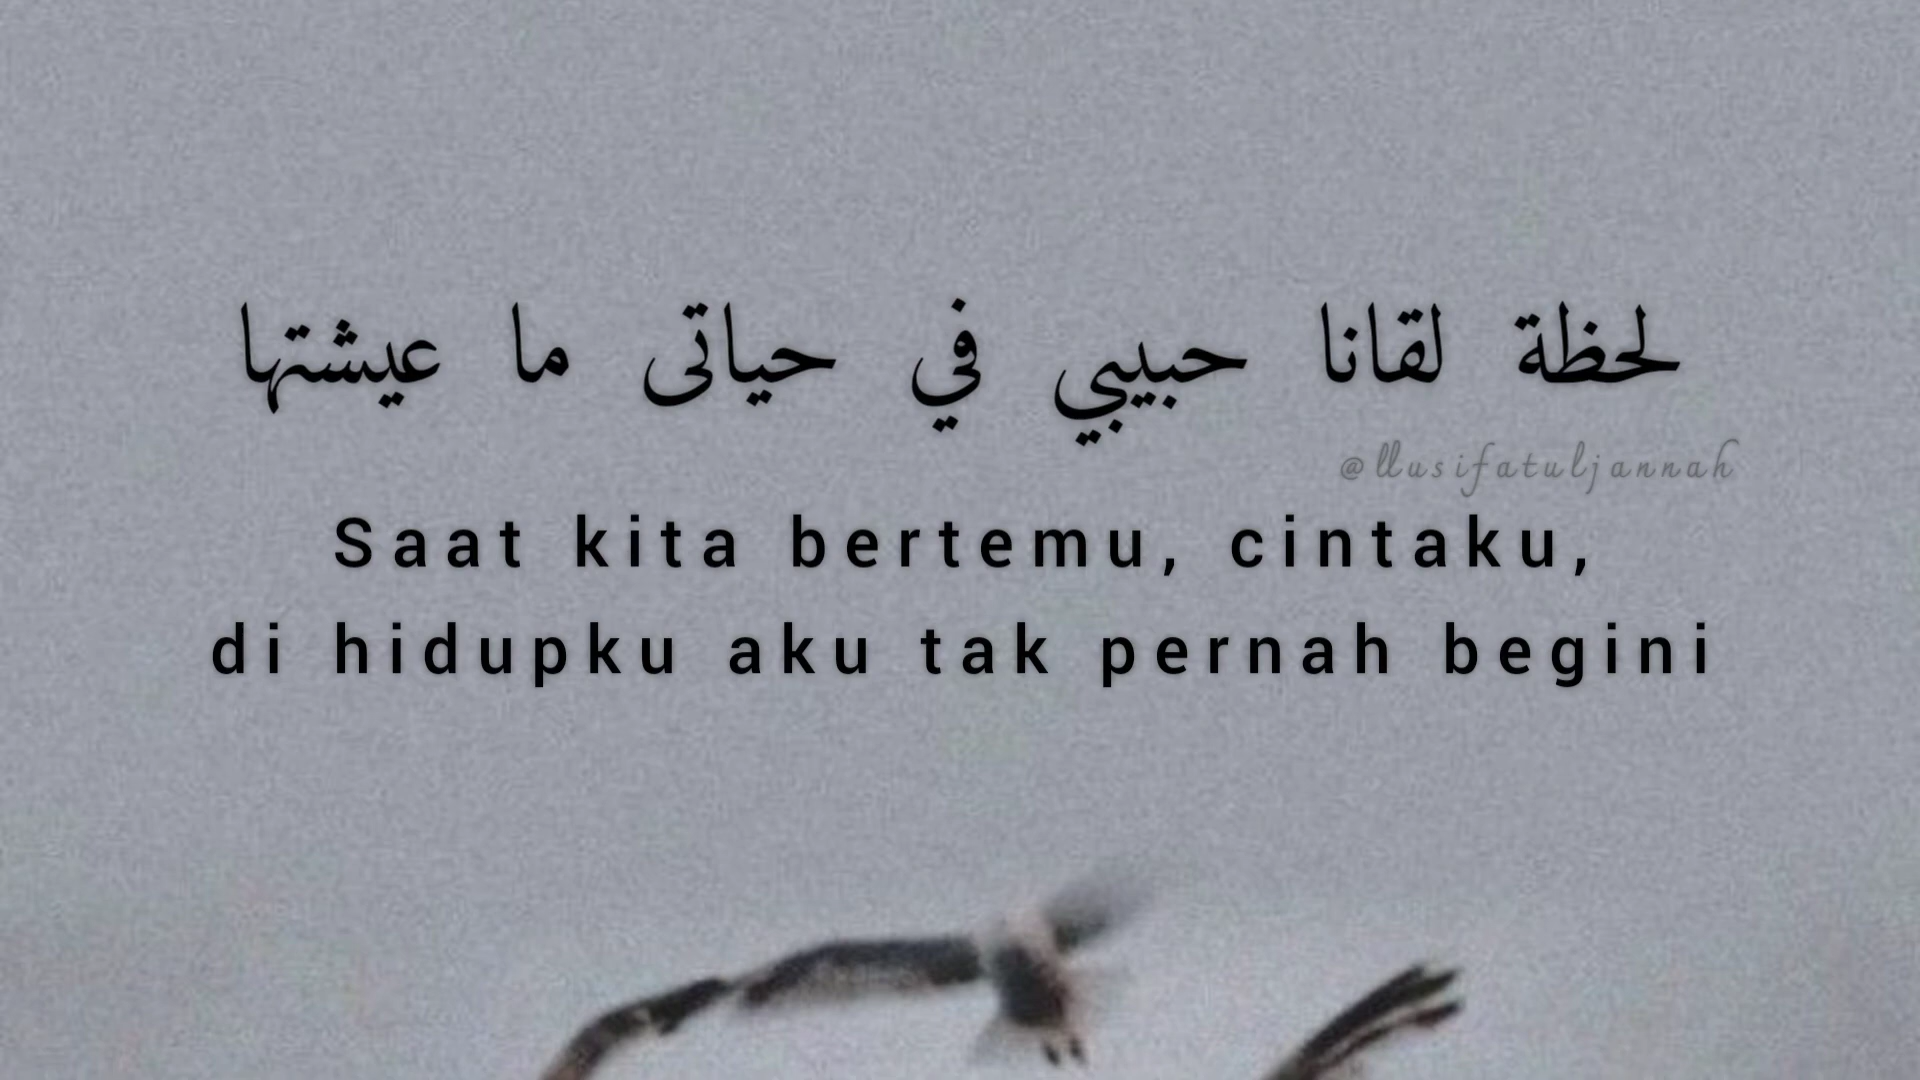 لحظة لقانا حبيبي في حياتى ما عيشتها
@llusifatuljannah
Saat kita bertemu, cintaku,
di hidupku aku tak pernah begini